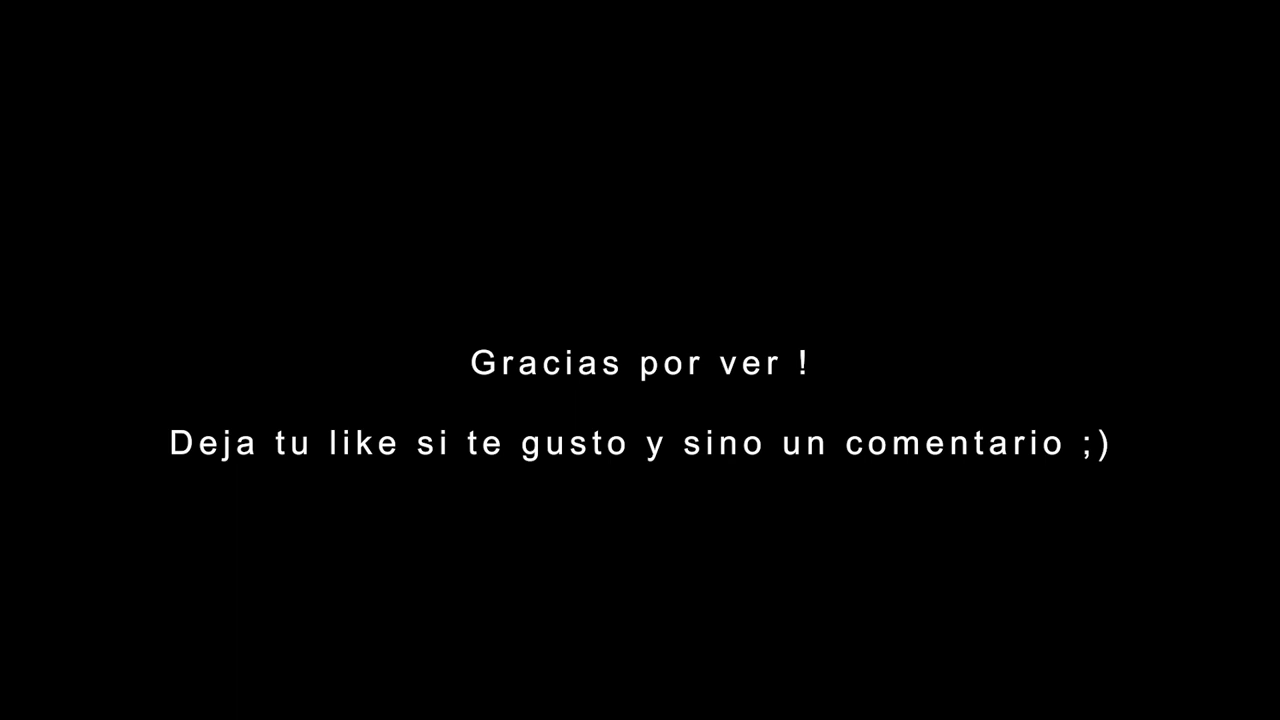 Gracias por ver !
Deja tu like si te gusto y sino un comentario ;)